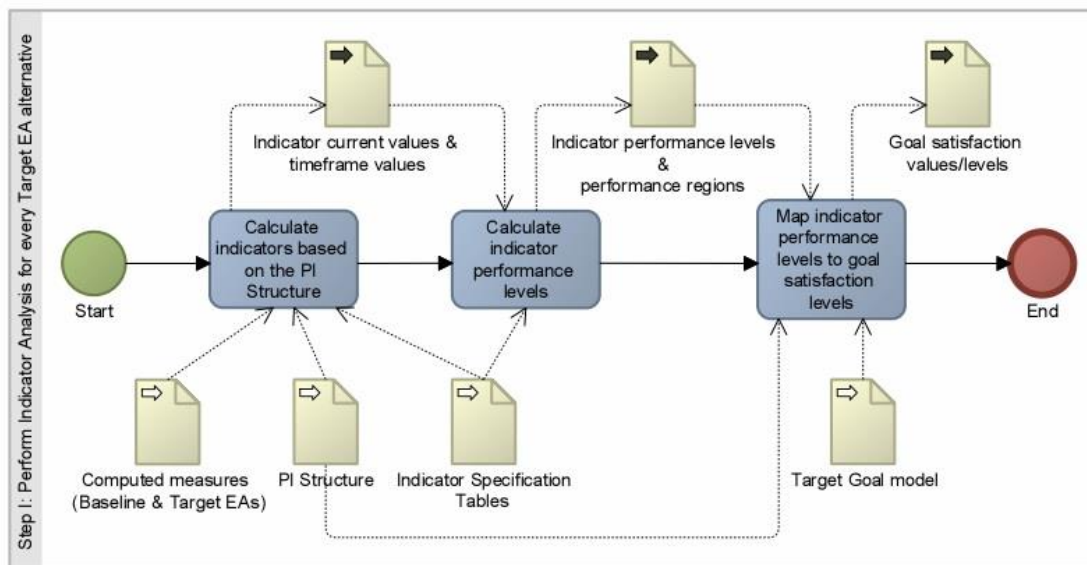 Step I: Perform Indicator Analysis for every Target EA alternative
Indicator current values &
timeframe values
Indicator performance levels
&
performance regions
Goal satisfaction
values/levels
Start
Calculate
indicators based
on the PI
Structure
Calculate
indicator
performance
levels
Map indicator
performance
levels to goal
satisfaction
levels
End
Computed measures
(Baseline & Target EAs)
PI Structure
Indicator Specification
Tables
Target Goal model